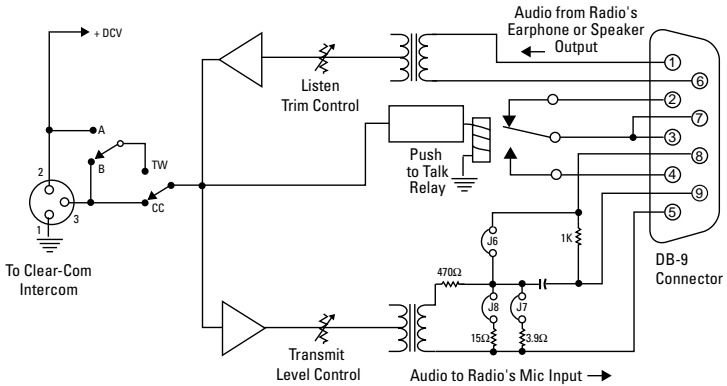 + DCV
Audio from Radio's
Earphone or Speaker
Output
Listen
Trim Control
1
6
2
7
3
8
4
9
5
A
B
TW
CC
2
3
1
Push
to Talk
Relay
To Clear-Com
Intercom
J6
1K
DB-9
Connector
470Ω
J8
J7
15Ω
3.9Ω
Transmit
Level Control
Audio to Radio's Mic Input